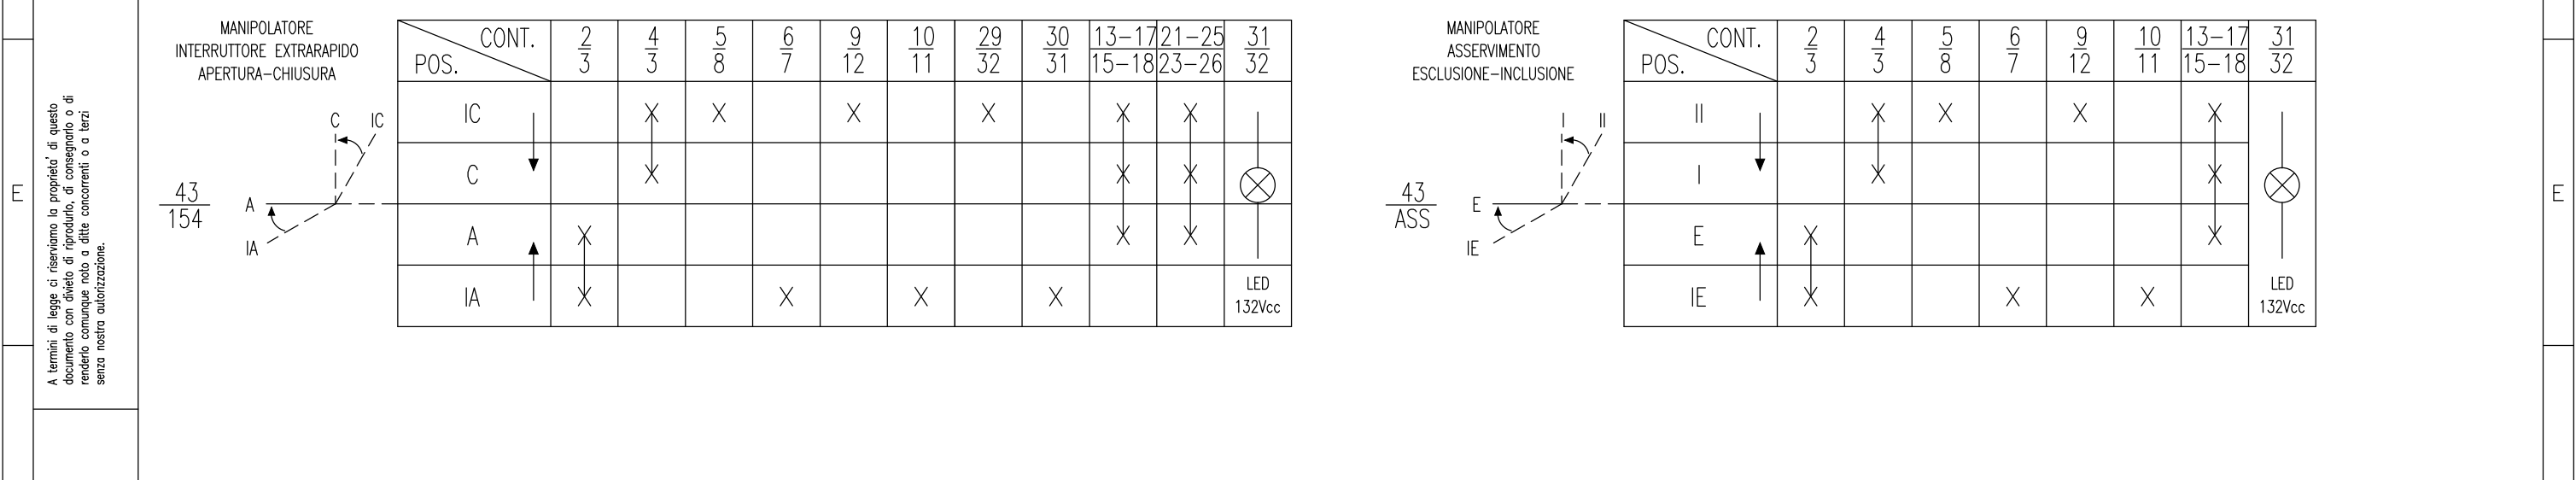 E
A termini di legge ci riserviamo la proprieta' di questo
documento con divieto di riprodurlo, di consegnarlo o di
renderlo comunque noto a ditte concorrenti o a terzi
senza nostra autorizzazione.
MANIPOLATORE
INTERRUTTORE EXTRARAPIDO
APERTURA-CHIUSURA
C IC
43
154
A
IA
CONT. 2 4 5 6 9 10 29 30 13-17 21-25 31
POS. 3 3 8 7 12 11 32 31 15-18 23-26 32
IC X X X X X X
C X X X
A X X X
IA X X X X
LED
132Vcc
MANIPOLATORE
ASSERVIMENTO
ESCLUSIONE-INCLUSIONE
I II
43
ASS
E
IE
CONT. 2 4 5 6 9 10 13-17 31
POS. 3 3 8 7 12 11 15-18 32
II X X X X
I X X
E X X
IE X X X
LED
132Vcc
E